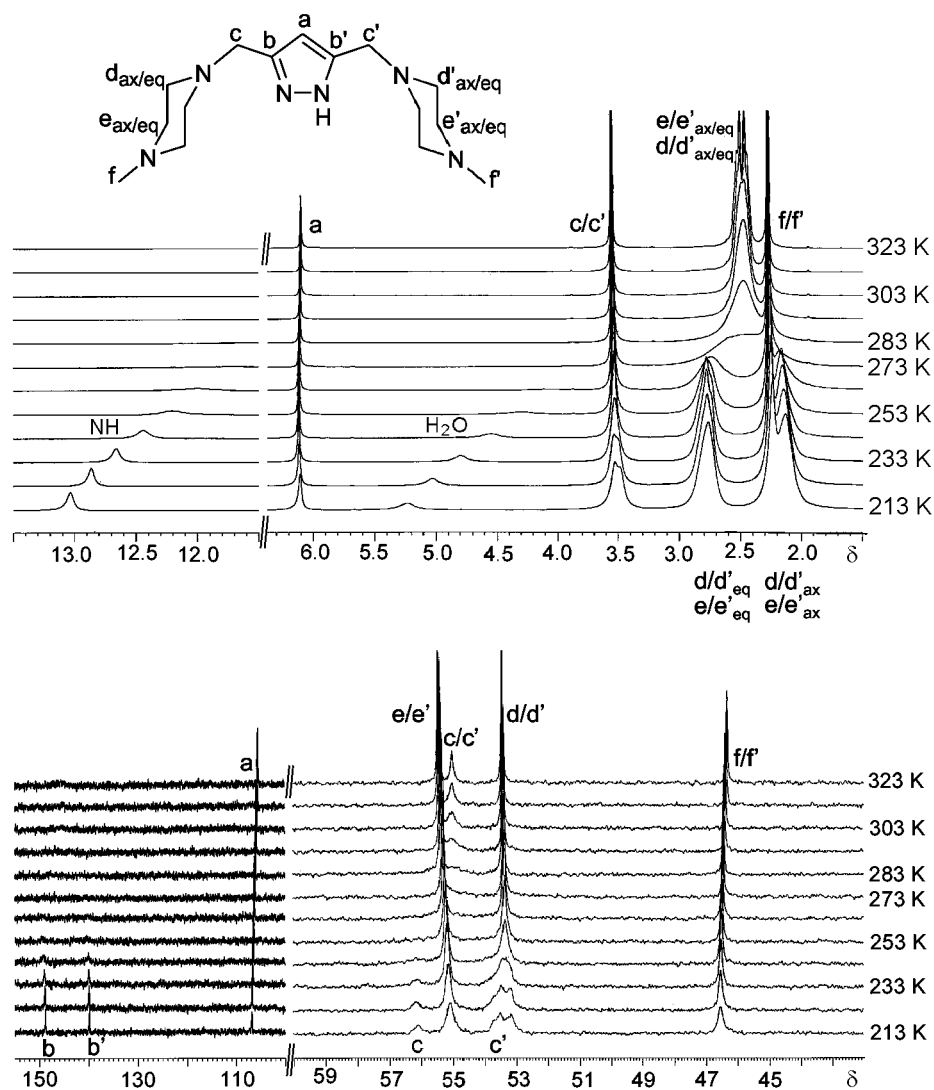 a
c b b' c'
d_ax/eq N N d'_ax/eq
N NH
e_ax/eq e'_ax/eq
N N
f f'
e/e'_ax/eq
d/d'_ax/eq
a c/c' f/f'
323 K
303 K
283 K
273 K
253 K
NH H₂O
233 K
213 K
13.0 12.5 12.0 6.0 5.5 5.0 4.5 4.0 3.5 3.0 2.5 2.0 δ
d/d'_eq d/d'_ax
e/e'_eq e/e'_ax
e/e' d/d'
c/c'
a f/f'
323 K
303 K
283 K
273 K
253 K
233 K
213 K
b b' c c'
150 130 110 59 57 55 53 51 49 47 45 δ